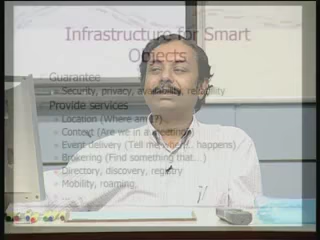 Infrastructure for Smart
Objects
Guarantee
Security, privacy, availability, reliability
Provide services
Location (Where am I?)
Context (Are we in a meeting?)
Event delivery (Tell me when.. happens)
Brokering (Find something that…)
Directory, discovery, registry
Mobility, roaming,